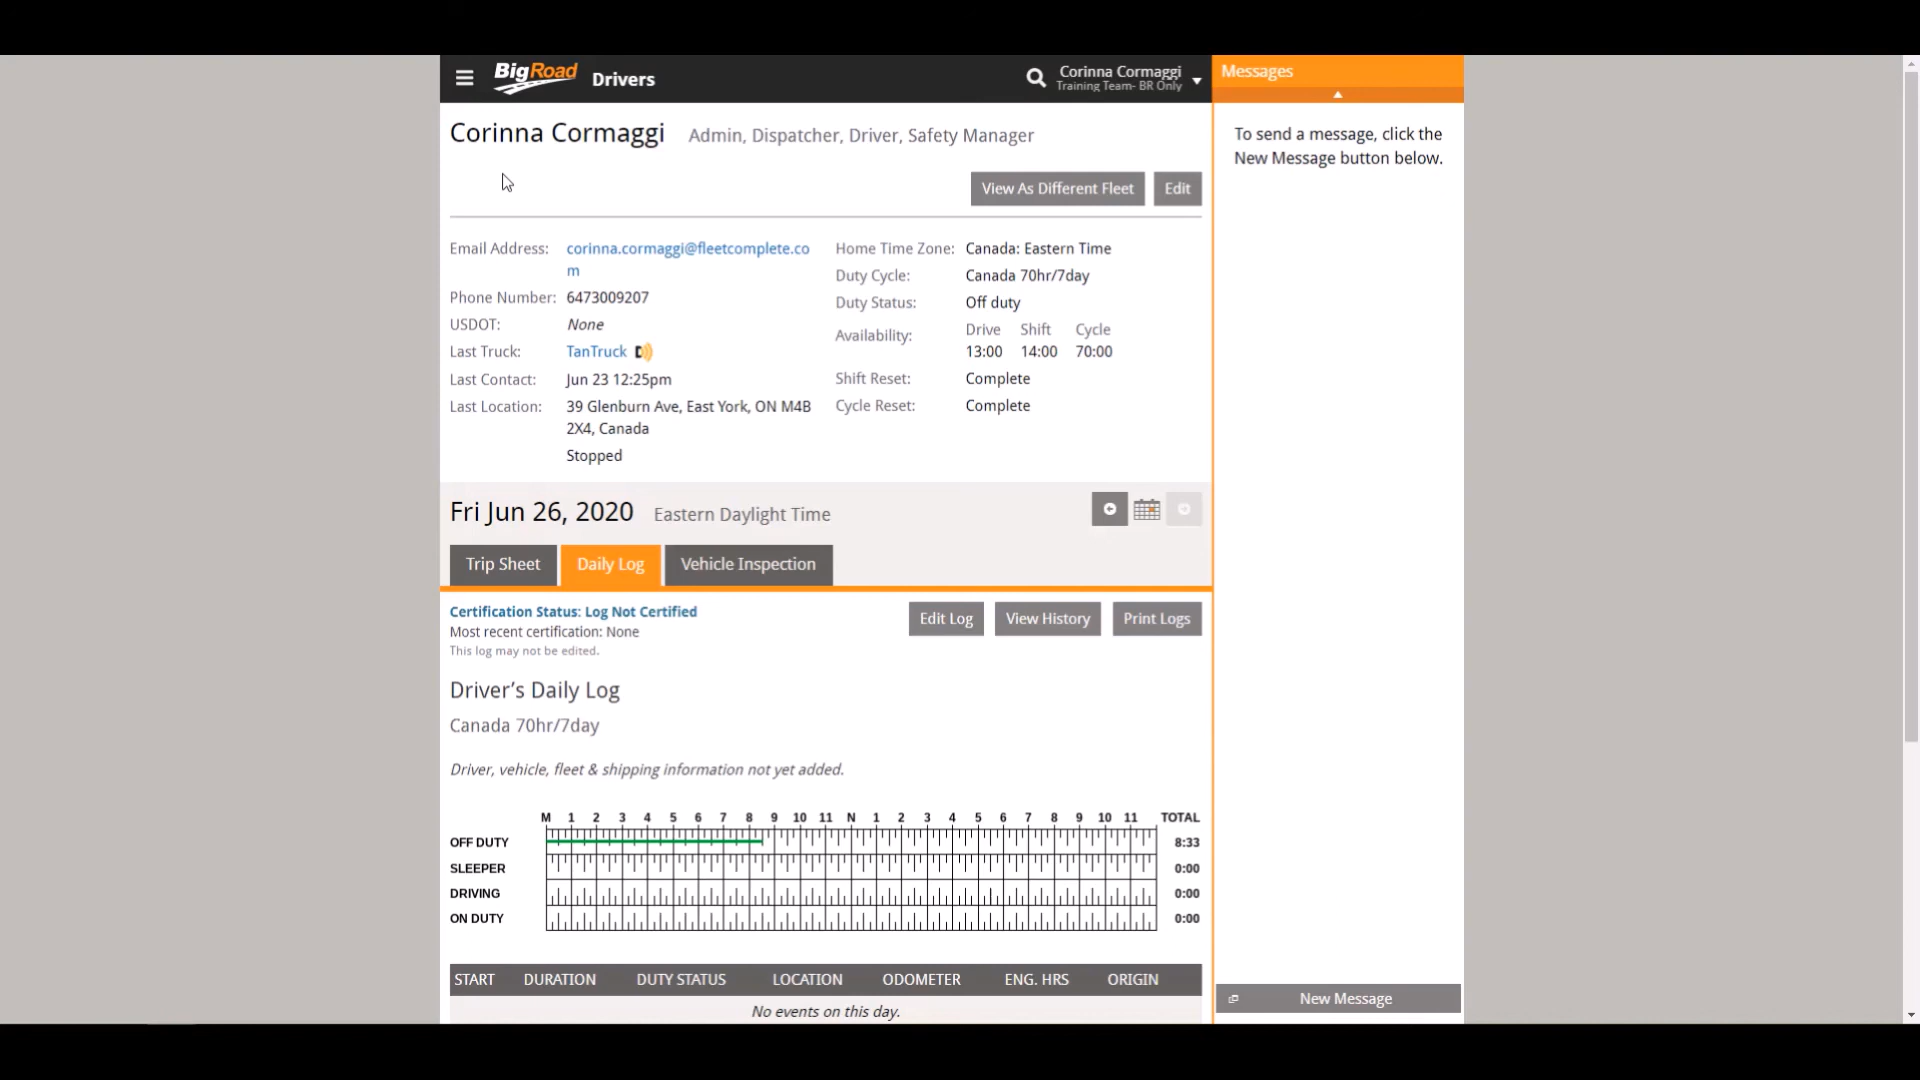 BigRoad Drivers
Corinna Cormaggi
Training Team- BR Only
Messages
Corinna Cormaggi Admin, Dispatcher, Driver, Safety Manager
To send a message, click the
New Message button below.
View As Different Fleet Edit
Email Address: corinna.cormaggi@fleetcomplete.co
m
Phone Number: 6473009207
USDOT: None
Last Truck: TanTruck
Last Contact: Jun 23 12:25pm
Last Location: 39 Glenburn Ave, East York, ON M4B
2X4, Canada
Stopped
Home Time Zone: Canada: Eastern Time
Duty Cycle: Canada 70hr/7day
Duty Status: Off duty
Availability: Drive Shift Cycle
13:00 14:00 70:00
Shift Reset: Complete
Cycle Reset: Complete
Fri Jun 26, 2020 Eastern Daylight Time
Trip Sheet Daily Log Vehicle Inspection
Certification Status: Log Not Certified
Most recent certification: None
This log may not be edited.
Edit Log View History Print Logs
Driver's Daily Log
Canada 70hr/7day
Driver, vehicle, fleet & shipping information not yet added.
M 1 2 3 4 5 6 7 8 9 10 11 N 1 2 3 4 5 6 7 8 9 10 11 TOTAL
OFF DUTY 8:33
SLEEPER 0:00
DRIVING 0:00
ON DUTY 0:00
START DURATION DUTY STATUS LOCATION ODOMETER ENG. HRS ORIGIN
No events on this day.
New Message